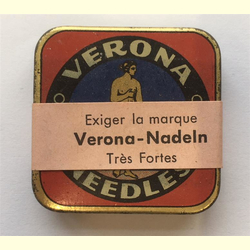 VERONA
Exiger la marque
Verona-Nadeln
Très Fortes
NEEDLES